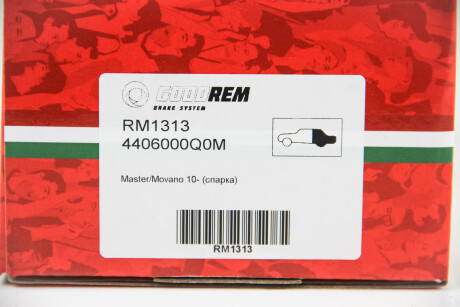 GOODREM
BRAKE SYSTEM
RM1313
4406000Q0M
Master/Movano 10- (спарка)
RM1313